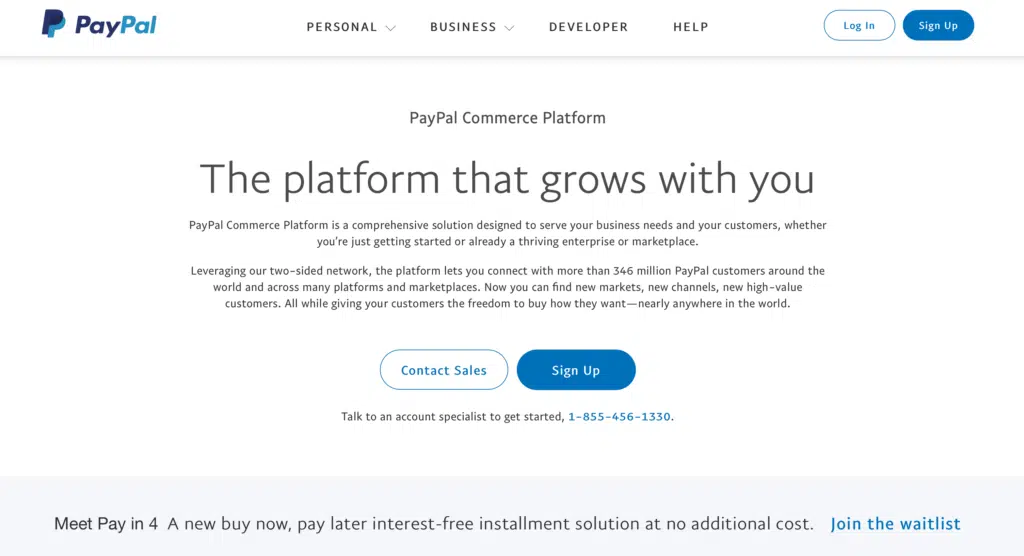 PayPal
PERSONAL BUSINESS DEVELOPER HELP
Log In
Sign Up
PayPal Commerce Platform
The platform that grows with you
PayPal Commerce Platform is a comprehensive solution designed to serve your business needs and your customers, whether
you're just getting started or already a thriving enterprise or marketplace.
Leveraging our two-sided network, the platform lets you connect with more than 346 million PayPal customers around the
world and across many platforms and marketplaces. Now you can find new markets, new channels, new high-value
customers. All while giving your customers the freedom to buy how they want—nearly anywhere in the world.
Contact Sales
Sign Up
Talk to an account specialist to get started, 1-855-456-1330.
Meet Pay in 4 A new buy now, pay later interest-free installment solution at no additional cost. Join the waitlist